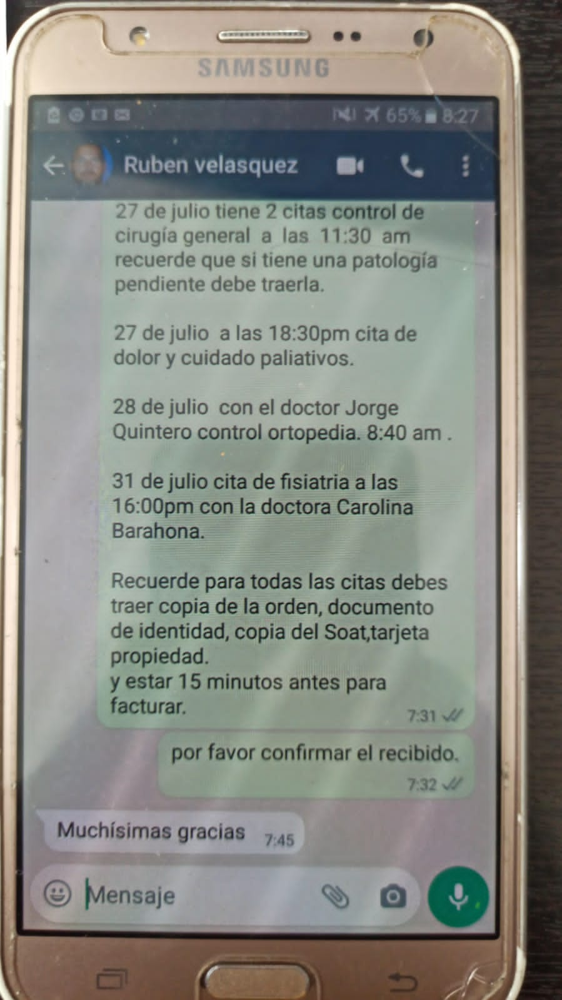 SAMSUNG
65% 8:27
Ruben velasquez
27 de julio tiene 2 citas control de
cirugía general a las 11:30 am
recuerde que si tiene una patología
pendiente debe traerla.
27 de julio a las 18:30pm cita de
dolor y cuidado paliativos.
28 de julio con el doctor Jorge
Quintero control ortopedia. 8:40 am .
31 de julio cita de fisiatria a las
16:00pm con la doctora Carolina
Barahona.
Recuerde para todas las citas debes
traer copia de la orden, documento
de identidad, copia del Soat,tarjeta
propiedad.
y estar 15 minutos antes para
facturar.
7:31
por favor confirmar el recibido.
7:32
Muchísimas gracias 7:45
Mensaje